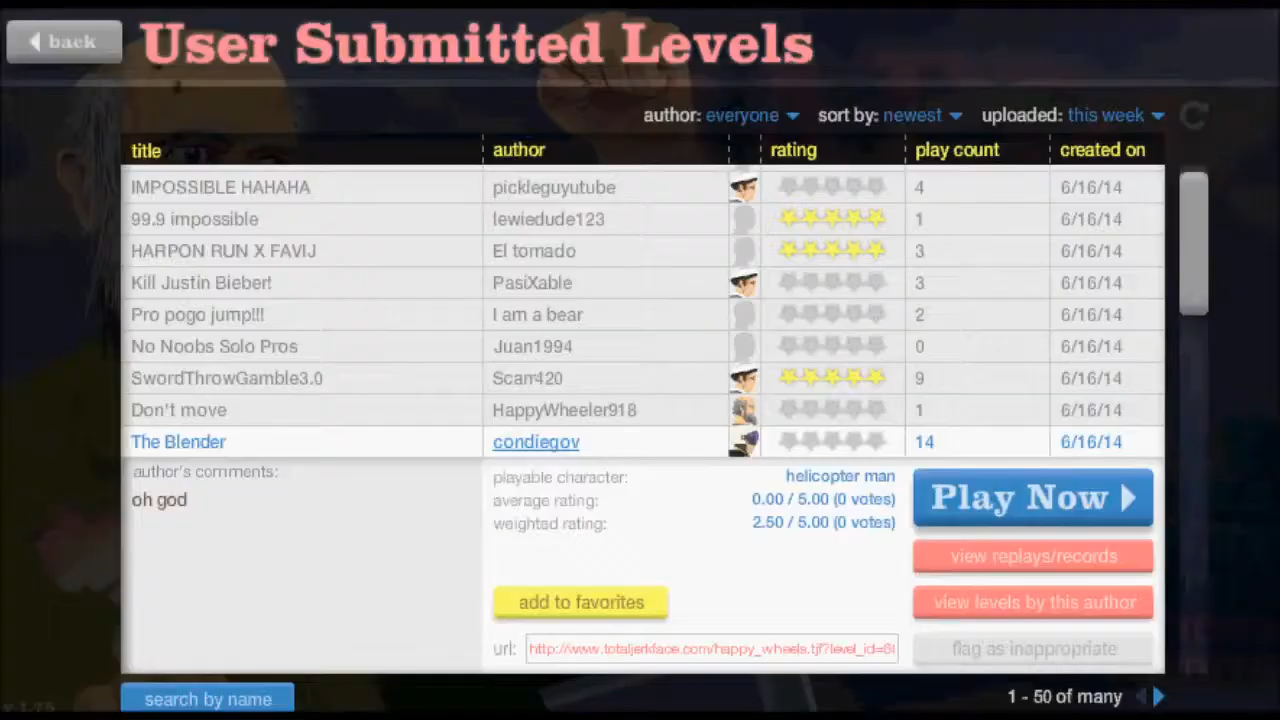 back
User Submitted Levels
author: everyone sort by: newest uploaded: this week
title author rating play count created on
IMPOSSIBLE HAHAHA pickleguyutube 4 6/16/14
99.9 impossible lewiedude123 1 6/16/14
HARPON RUN X FAVIJ El tornado 3 6/16/14
Kill Justin Bieber! PasiXable 3 6/16/14
Pro pogo jump!!! I am a bear 2 6/16/14
No Noobs Solo Pros Juan1994 0 6/16/14
SwordThrowGamble3.0 Scarr420 9 6/16/14
Don't move HappyWheeler918 1 6/16/14
The Blender condiegov 14 6/16/14
author's comments:
oh god
playable character: helicopter man
average rating: 0.00 / 5.00 (0 votes)
weighted rating: 2.50 / 5.00 (0 votes)
Play Now
view replays/records
add to favorites
view levels by this author
url: http://www.totaljerkface.com/happy_wheels.tjf?level_id=6
flag as inappropriate
search by name
1 - 50 of many